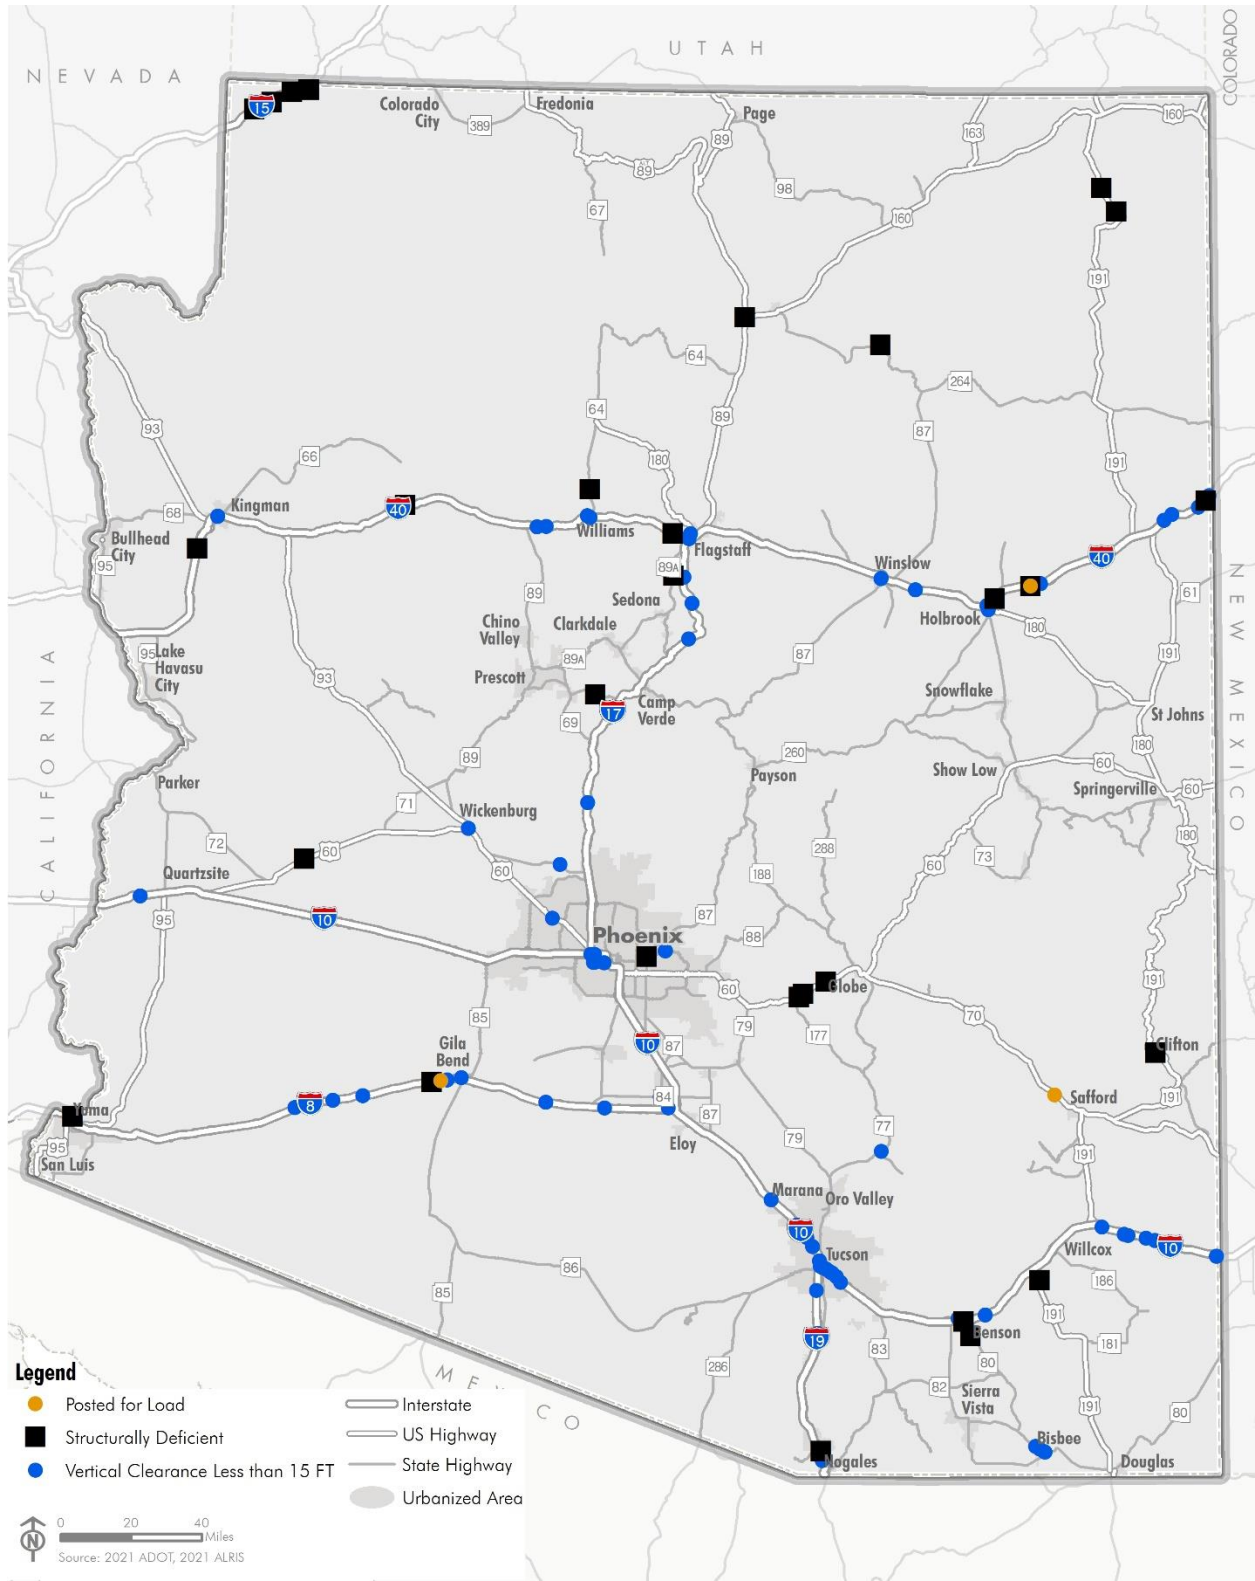 UTAH
COLORADO
NEVADA
15
Colorado
City
389
Fredonia
Page
89
163
160
89
98
67
160
191
64
264
93
64
89
87
66
180
191
68
Kingman
40
Williams
Flagstaff
Bullhead
City
95
89A
Winslow
40
NEW MEXICO
89
Sedona
61
Chino
Valley
Clarkdale
Holbrook
180
CALIFORNIA
95
Lake
Havasu
City
89A
87
191
93
Prescott
Camp
Verde
Snowflake
17
69
St Johns
180
89
260
Payson
Show Low
60
Springerville
60
Parker
71
Wickenburg
180
72
60
288
73
60
Quartzsite
60
188
95
10
87
88
Phoenix
191
60
Globe
85
79
177
70
Gila
Bend
10
87
Clifton
Yuma
8
84
87
Safford
191
95
San Luis
Eloy
79
77
191
Marana
Oro Valley
10
Tucson
Willcox
10
86
186
85
191
19
Benson
181
286
83
80
82
Sierra
Vista
191
80
MEXICO
Bisbee
Nogales
Douglas
Legend
Posted for Load
Structurally Deficient
Vertical Clearance Less than 15 FT
Interstate
US Highway
State Highway
Urbanized Area
N
0 20 40
Miles
Source: 2021 ADOT, 2021 ALRIS